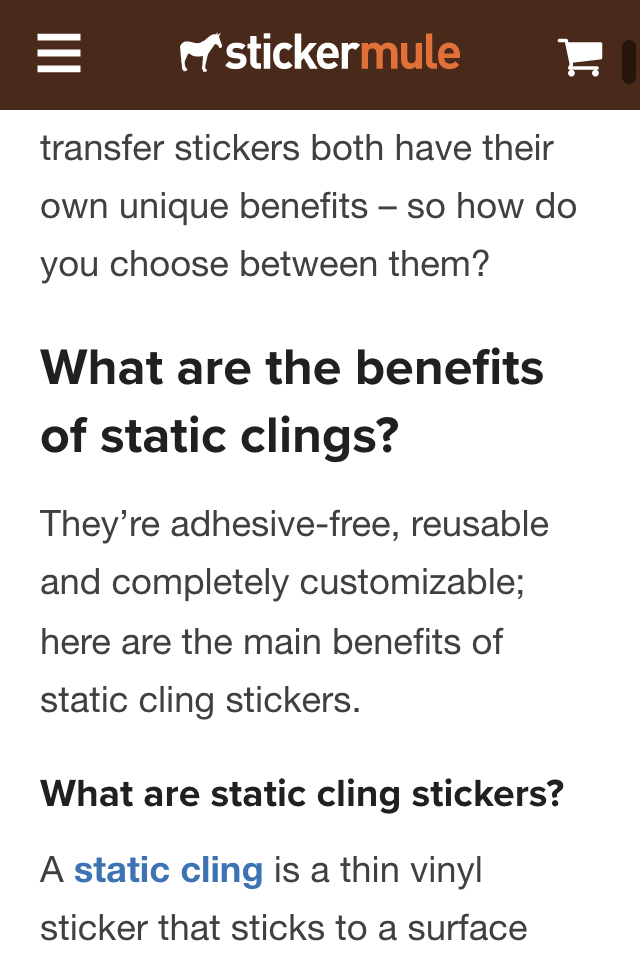 stickermule
transfer stickers both have their
own unique benefits – so how do
you choose between them?
What are the benefits
of static clings?
They’re adhesive-free, reusable
and completely customizable;
here are the main benefits of
static cling stickers.
What are static cling stickers?
A static cling is a thin vinyl
sticker that sticks to a surface